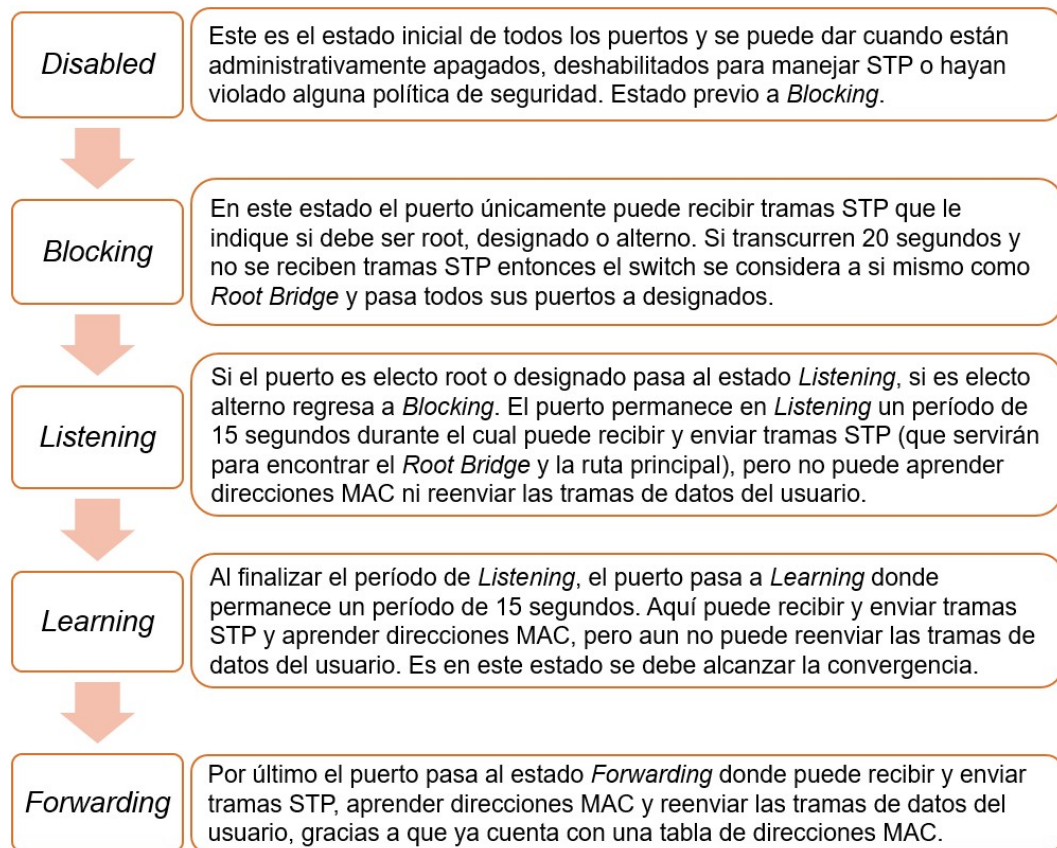 Disabled
Este es el estado inicial de todos los puertos y se puede dar cuando están
administrativamente apagados, deshabilitados para manejar STP o hayan
violado alguna política de seguridad. Estado previo a Blocking.
Blocking
En este estado el puerto únicamente puede recibir tramas STP que le
indique si debe ser root, designado o alterno. Si transcurren 20 segundos y
no se reciben tramas STP entonces el switch se considera a si mismo como
Root Bridge y pasa todos sus puertos a designados.
Listening
Si el puerto es electo root o designado pasa al estado Listening, si es electo
alterno regresa a Blocking. El puerto permanece en Listening un período de
15 segundos durante el cual puede recibir y enviar tramas STP (que servirán
para encontrar el Root Bridge y la ruta principal), pero no puede aprender
direcciones MAC ni reenviar las tramas de datos del usuario.
Learning
Al finalizar el período de Listening, el puerto pasa a Learning donde
permanece un período de 15 segundos. Aquí puede recibir y enviar tramas
STP y aprender direcciones MAC, pero aun no puede reenviar las tramas de
datos del usuario. Es en este estado se debe alcanzar la convergencia.
Forwarding
Por último el puerto pasa al estado Forwarding donde puede recibir y enviar
tramas STP, aprender direcciones MAC y reenviar las tramas de datos del
usuario, gracias a que ya cuenta con una tabla de direcciones MAC.